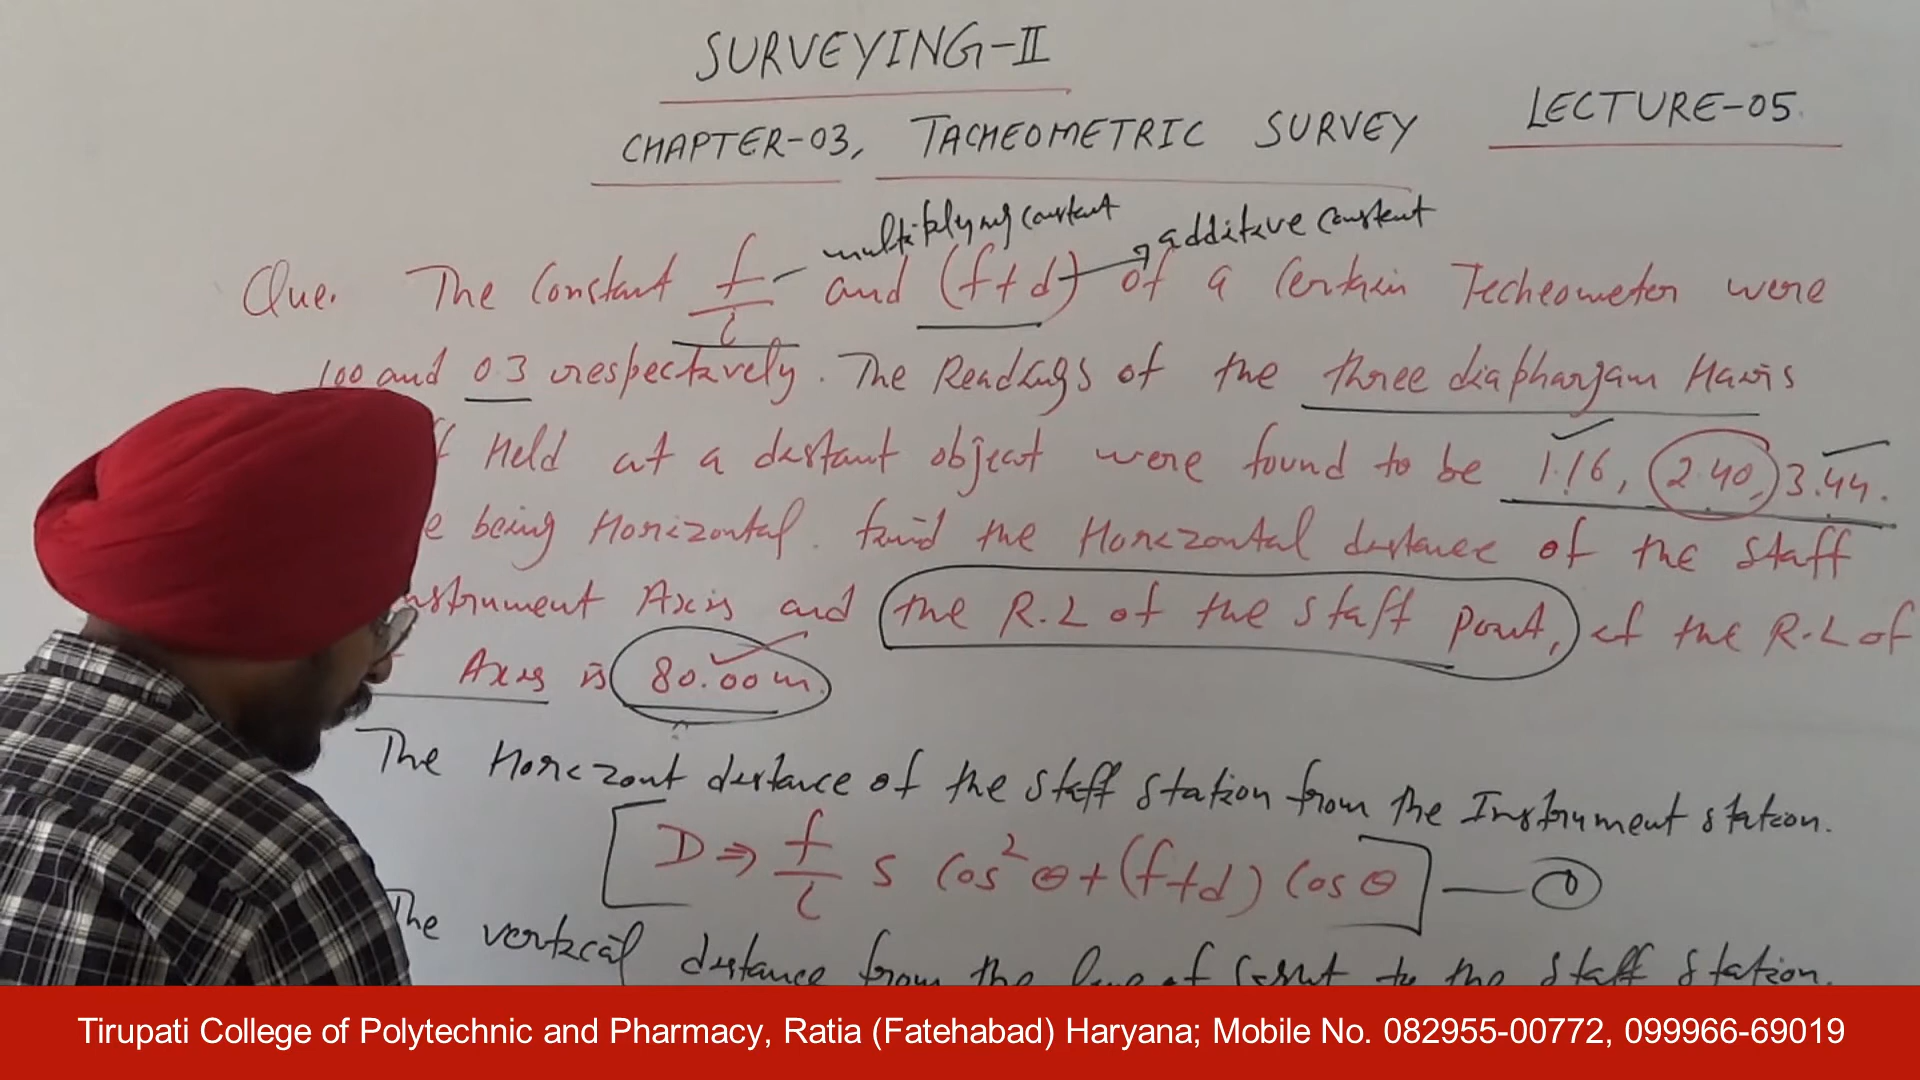 SURVEYING-II
CHAPTER-03, TACHEOMETRIC SURVEY
LECTURE-05.
multiplying constant
additive constant
Que. The Constant f/i and (f+d) of a Certain Techeometer were
100 and 0.3 respectively. The Readings of the three diapharjam Hairs
Held at a distant object were found to be 1.16, 2.40, 3.44.
being Horizontal. find the Horizontal distance of the Staff
Instrument Axis and the R.L of the Staff Point, if the R.L of
Axis is 80.00m.
The Horizont distance of the Staff Station from the Instrument station.
D ⇒ f/i S Cos²θ + (f+d) Cosθ — ①
The vertical distance from the line of to the Staff Station.
Tirupati College of Polytechnic and Pharmacy, Ratia (Fatehabad) Haryana; Mobile No. 082955-00772, 099966-69019